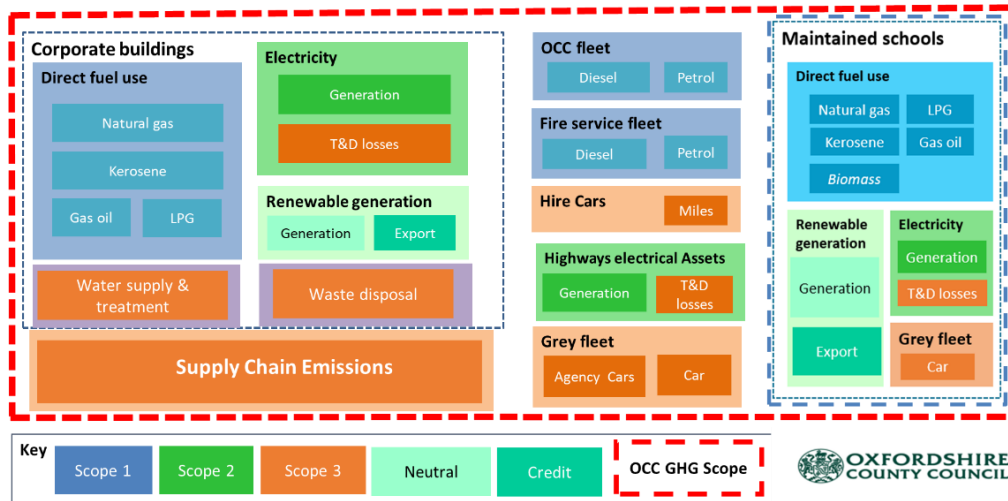 Corporate buildings
Direct fuel use
Natural gas
Kerosene
Gas oil
LPG
Electricity
Generation
T&D losses
Renewable generation
Generation
Export
Water supply &
treatment
Waste disposal
Supply Chain Emissions
OCC fleet
Diesel
Petrol
Fire service fleet
Diesel
Petrol
Hire Cars
Miles
Highways electrical Assets
Generation
T&D
losses
Grey fleet
Agency Cars
Car
Maintained schools
Direct fuel use
Natural gas
LPG
Kerosene
Gas oil
Biomass
Renewable
generation
Generation
Export
Electricity
Generation
T&D losses
Grey fleet
Car
Key
Scope 1
Scope 2
Scope 3
Neutral
Credit
OCC GHG Scope
OXFORDSHIRE
COUNTY COUNCIL